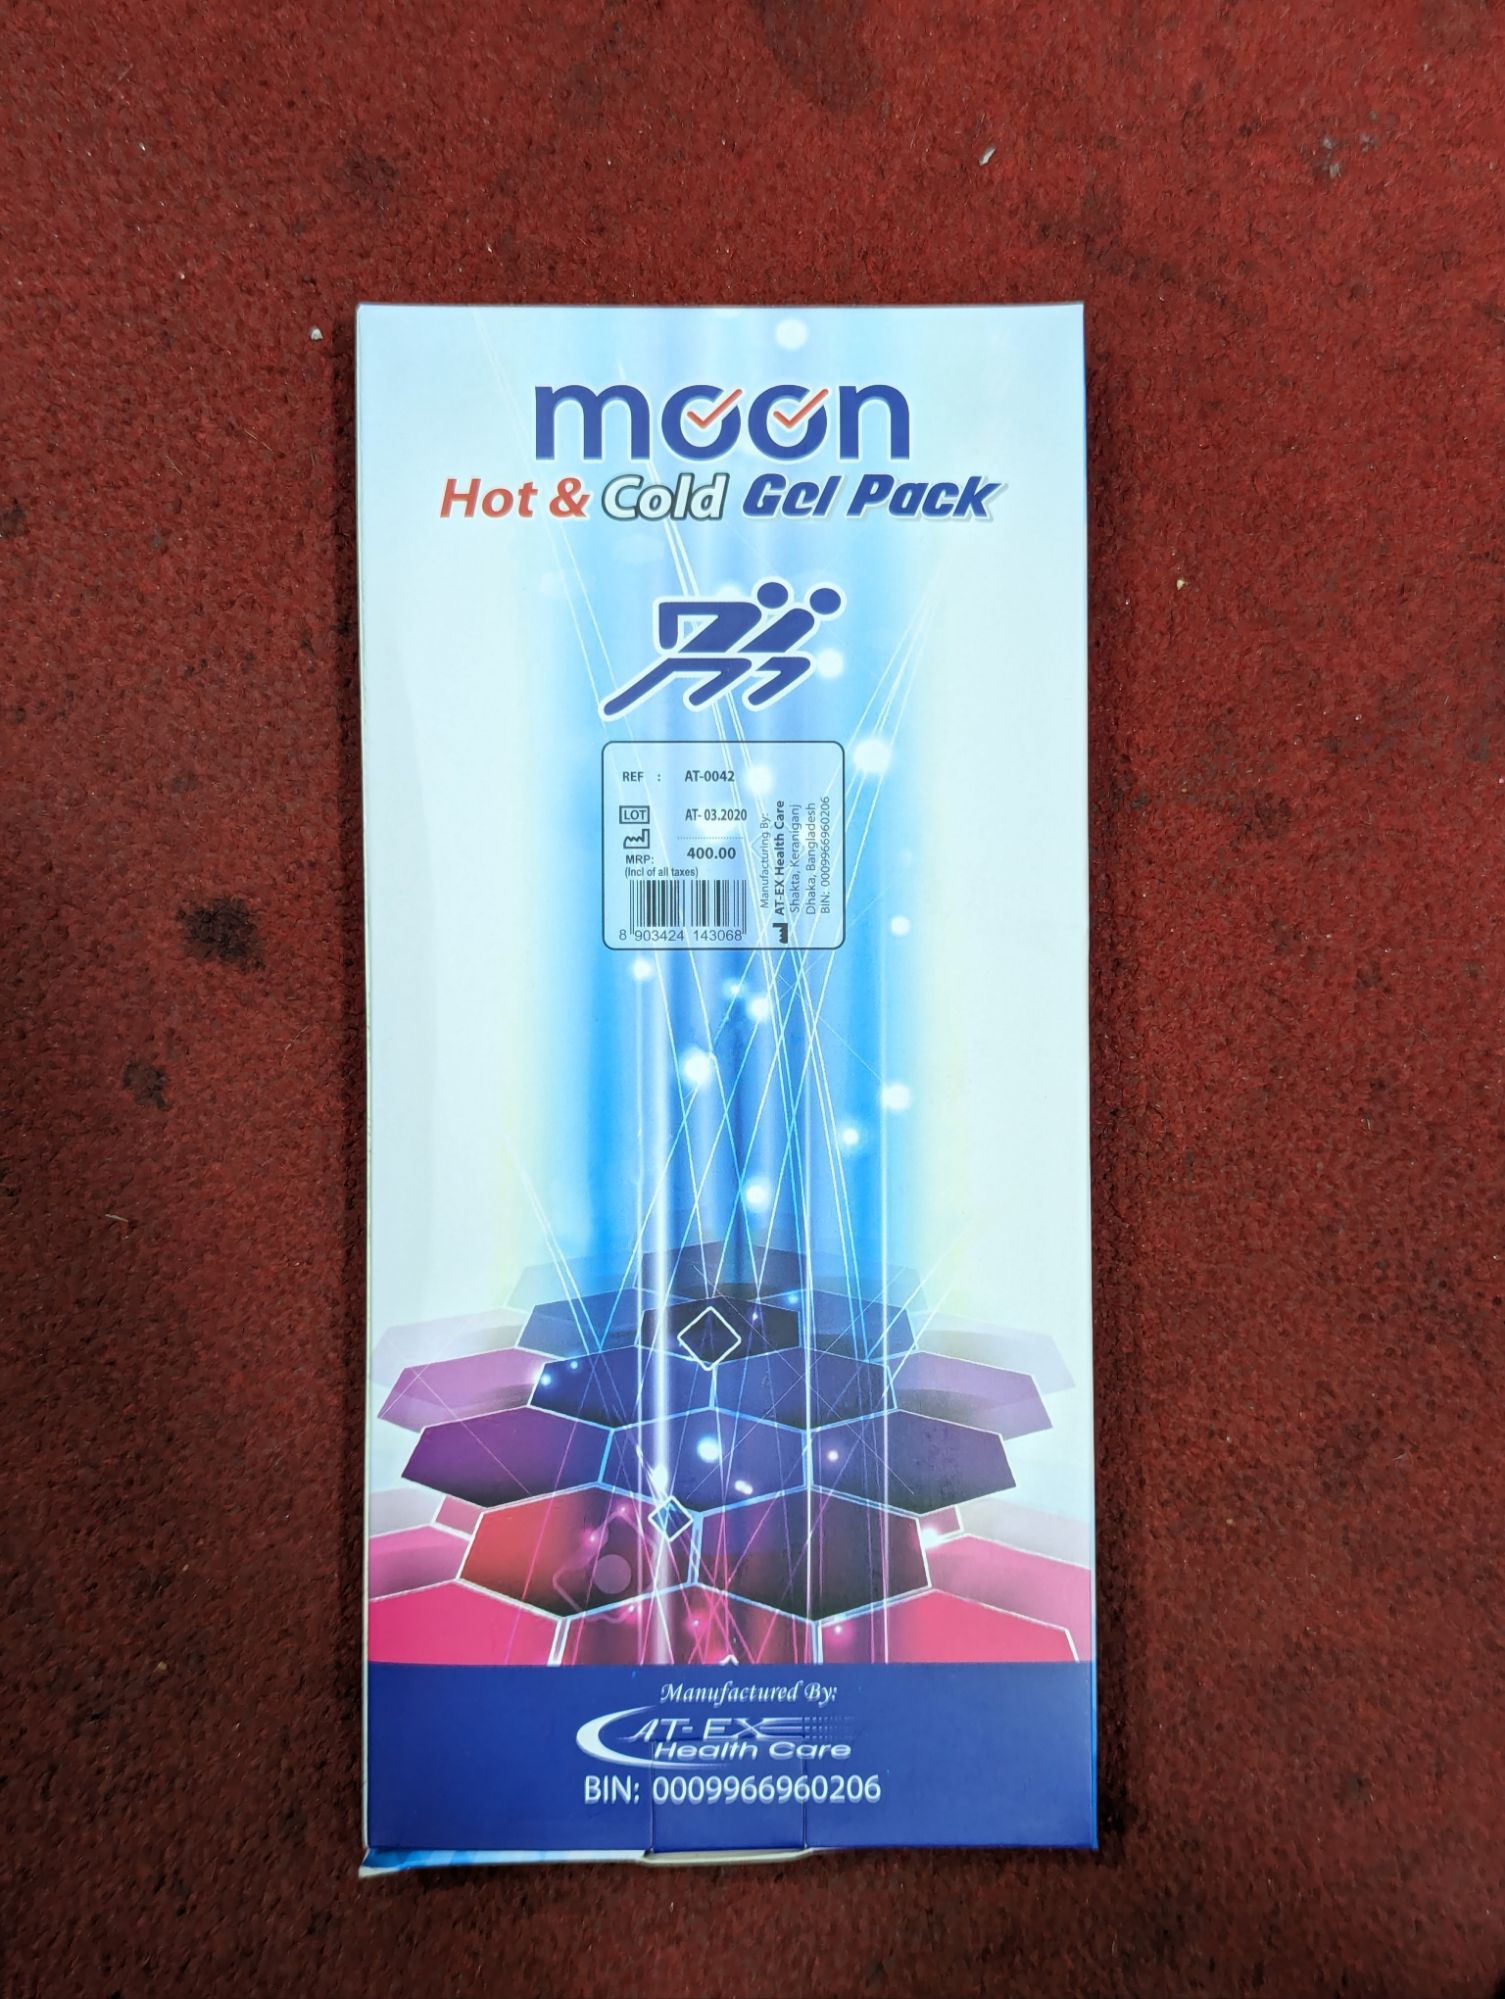 moon
Hot & Cold Gel Pack
REF : AT-0042
LOT AT- 03.2020
MRP: 400.00
(Incl of all taxes)
8 903424 143068
Manufacturing By:
AT-EX Health Care
Shakta, Keraniganj
Dhaka, Bangladesh
BIN: 0009966960206
Manufactured By:
AT-EX
Health Care
BIN: 0009966960206